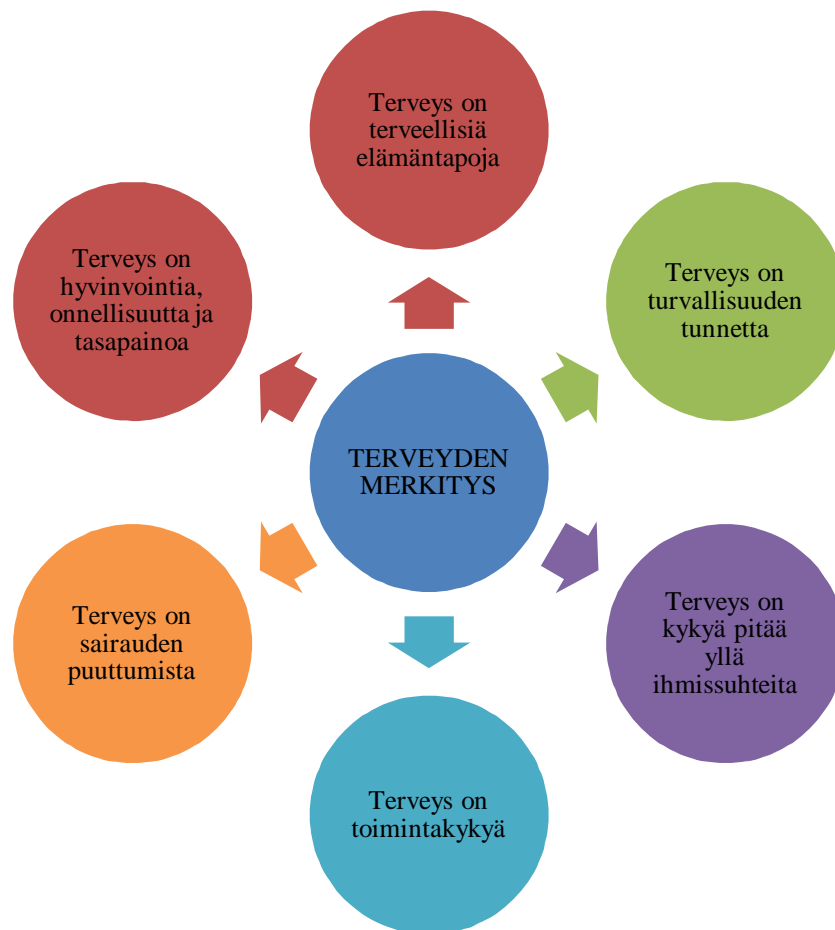 Terveys on
terveellisiä
elämäntapoja
Terveys on
turvallisuuden
tunnetta
Terveys on
kykyä pitää
yllä
ihmissuhteita
Terveys on
toimintakykyä
Terveys on
sairauden
puuttumista
Terveys on
hyvinvointia,
onnellisuutta ja
tasapainoa
TERVEYDEN
MERKITYS